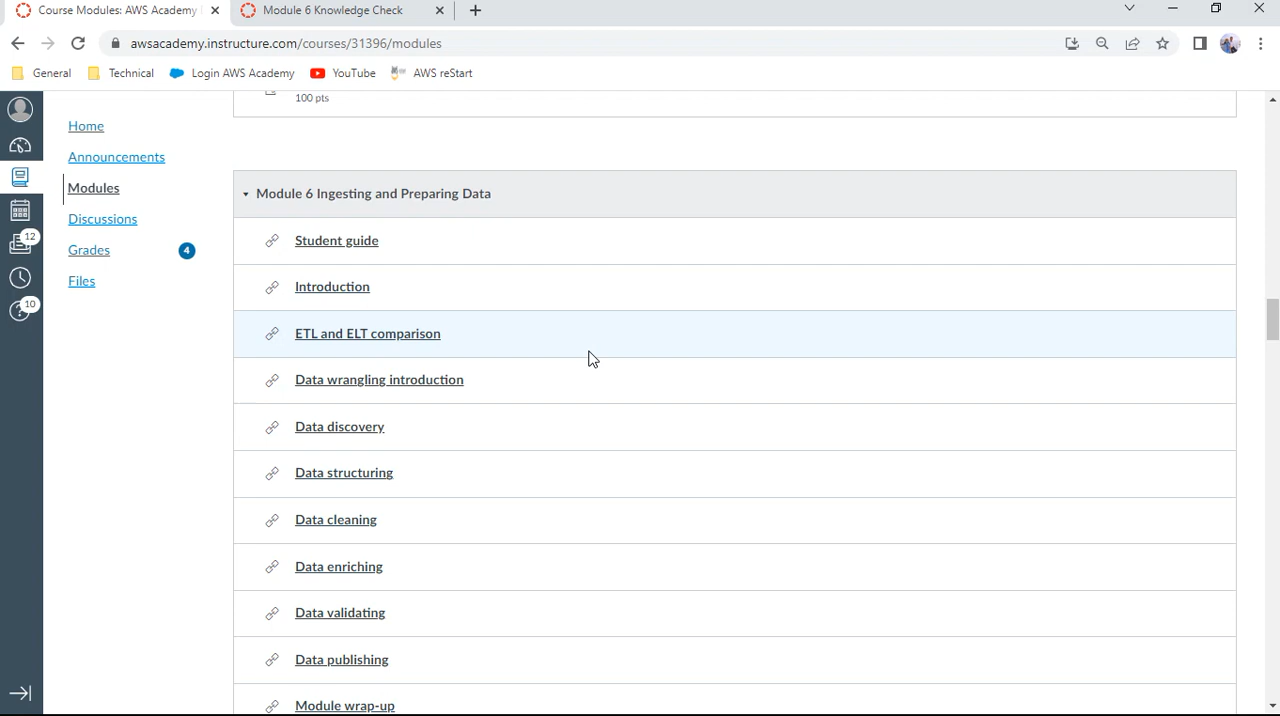 Course Modules: AWS Academy
Module 6 Knowledge Check
awsacademy.instructure.com/courses/31396/modules
General
Technical
Login AWS Academy
YouTube
AWS reStart
100 pts
Home
Announcements
Modules
Discussions
Grades
4
Files
12
10
Module 6 Ingesting and Preparing Data
Student guide
Introduction
ETL and ELT comparison
Data wrangling introduction
Data discovery
Data structuring
Data cleaning
Data enriching
Data validating
Data publishing
Module wrap-up